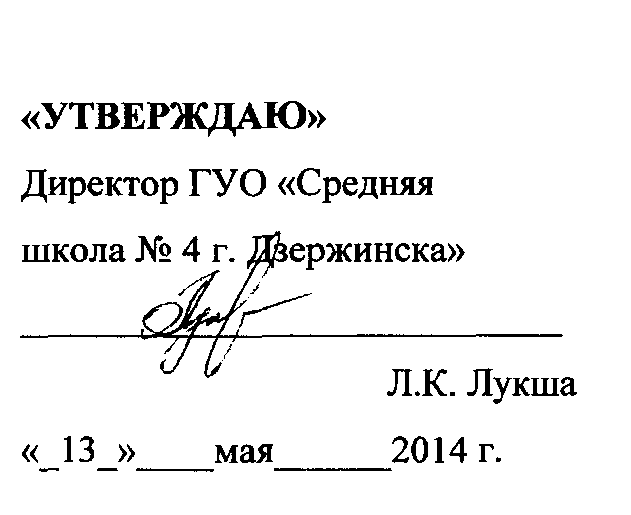 «УТВЕРЖДАЮ»
Директор ГУО «Средняя
школа № 4 г. Дзержинска»
Л.К. Лукша
«_13_»____мая______2014 г.